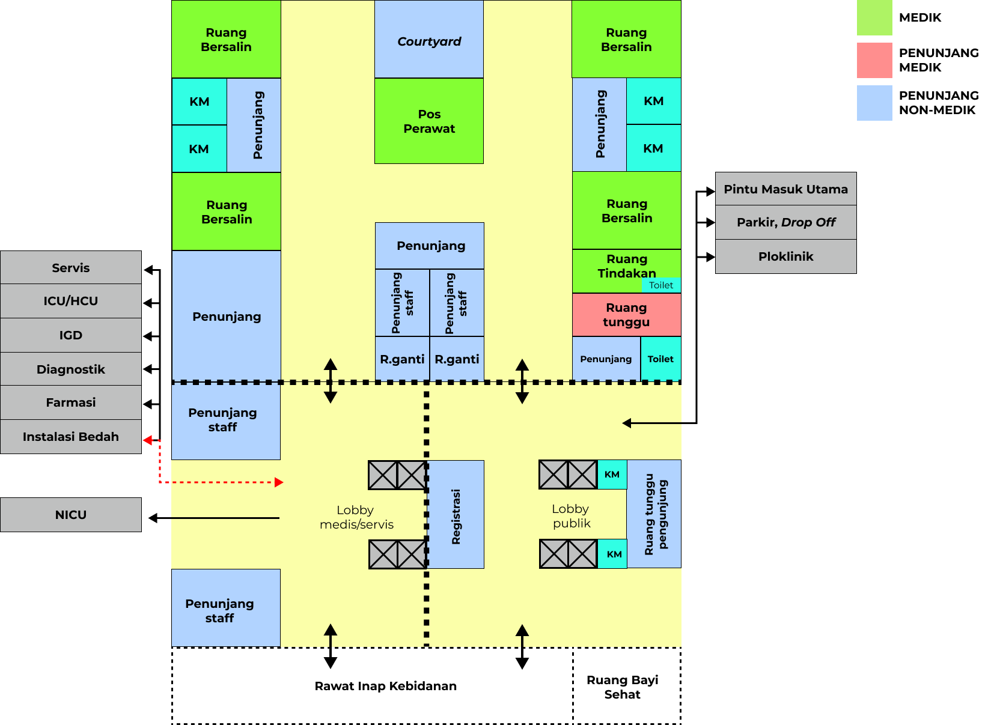 Ruang
Bersalin
Courtyard
Ruang
Bersalin
MEDIK
PENUNJANG
MEDIK
PENUNJANG
NON-MEDIK
KM
KM
Penunjang
Pos
Perawat
Penunjang
KM
KM
Ruang
Bersalin
Ruang
Bersalin
Pintu Masuk Utama
Parkir, Drop Off
Ploklinik
Penunjang
Penunjang
staff
Penunjang
staff
R.ganti
R.ganti
Ruang
Tindakan
Toilet
Ruang
tunggu
Penunjang
Toilet
Servis
ICU/HCU
IGD
Diagnostik
Farmasi
Instalasi Bedah
NICU
Penunjang
Penunjang
staff
Lobby
medis/servis
Registrasi
KM
Lobby
publik
KM
Ruang tunggu
pengunjung
Penunjang
staff
Rawat Inap Kebidanan
Ruang Bayi
Sehat